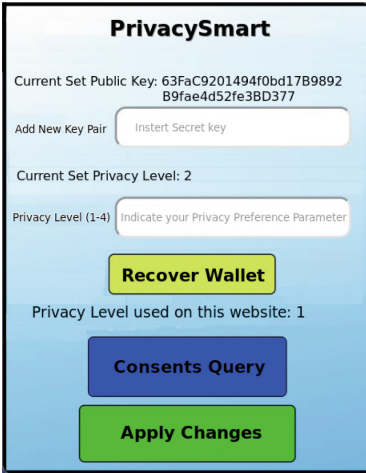 PrivacySmart
Current Set Public Key: 63FaC9201494f0bd17B9892
B9fae4d52fe3BD377
Add New Key Pair Instert Secret key
Current Set Privacy Level: 2
Privacy Level (1-4) Indicate your Privacy Preference Parameter
Recover Wallet
Privacy Level used on this website: 1
Consents Query
Apply Changes